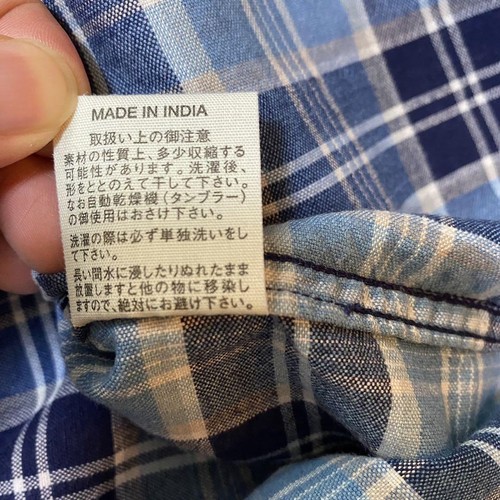 MADE IN INDIA
取扱い上の御注意
素材の性質上、多少収縮する
可能性があります。洗濯後、
形をととのえて干して下さい。
なお自動乾燥機（タンブラー）
の御使用はおさけ下さい。
洗濯の際は必ず単独洗いをし
て下さい。
長い間水に浸したりぬれたまま
放置しますと他の物に移染し
ますので、絶対にお避け下さい。